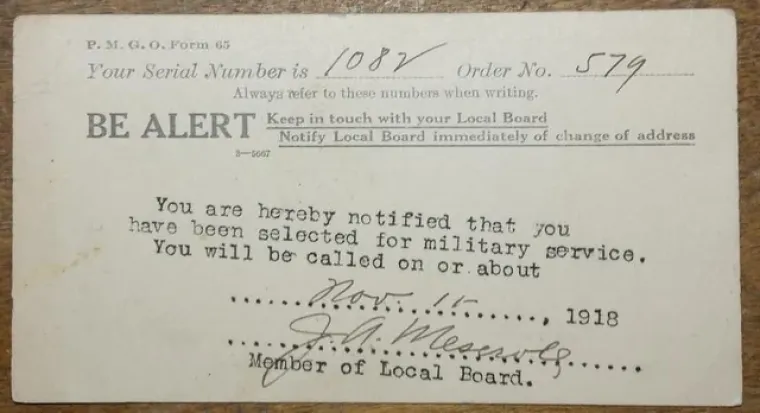 P. M. G. O. Form 65
Your Serial Number is 1082 Order No. 579
Always refer to these numbers when writing.
BE ALERT Keep in touch with your Local Board
Notify Local Board immediately of change of address
3—5667
You are hereby notified that you
have been selected for military service.
You will be called on or about
Nov. 11, 1918
J. A.
Member of Local Board.